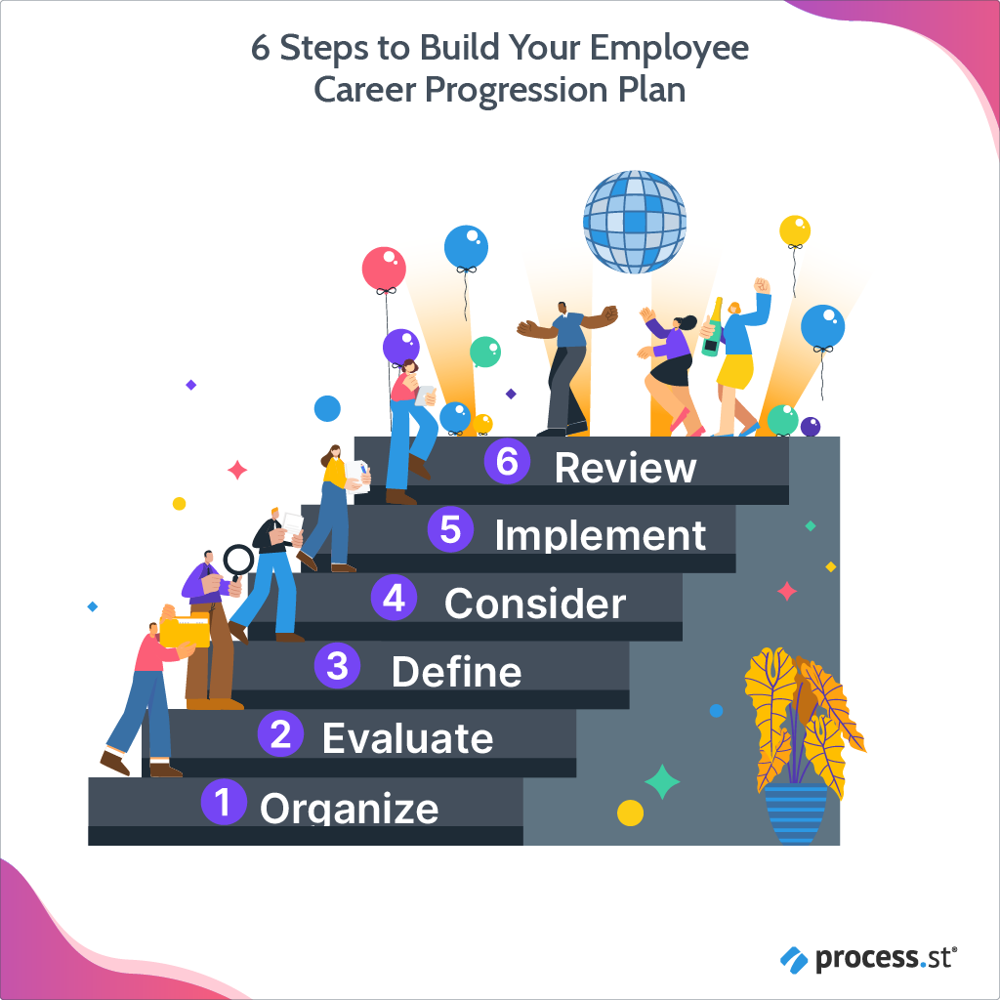 6 Steps to Build Your Employee
Career Progression Plan
6 Review
5 Implement
4 Consider
3 Define
2 Evaluate
1 Organize
process.st®